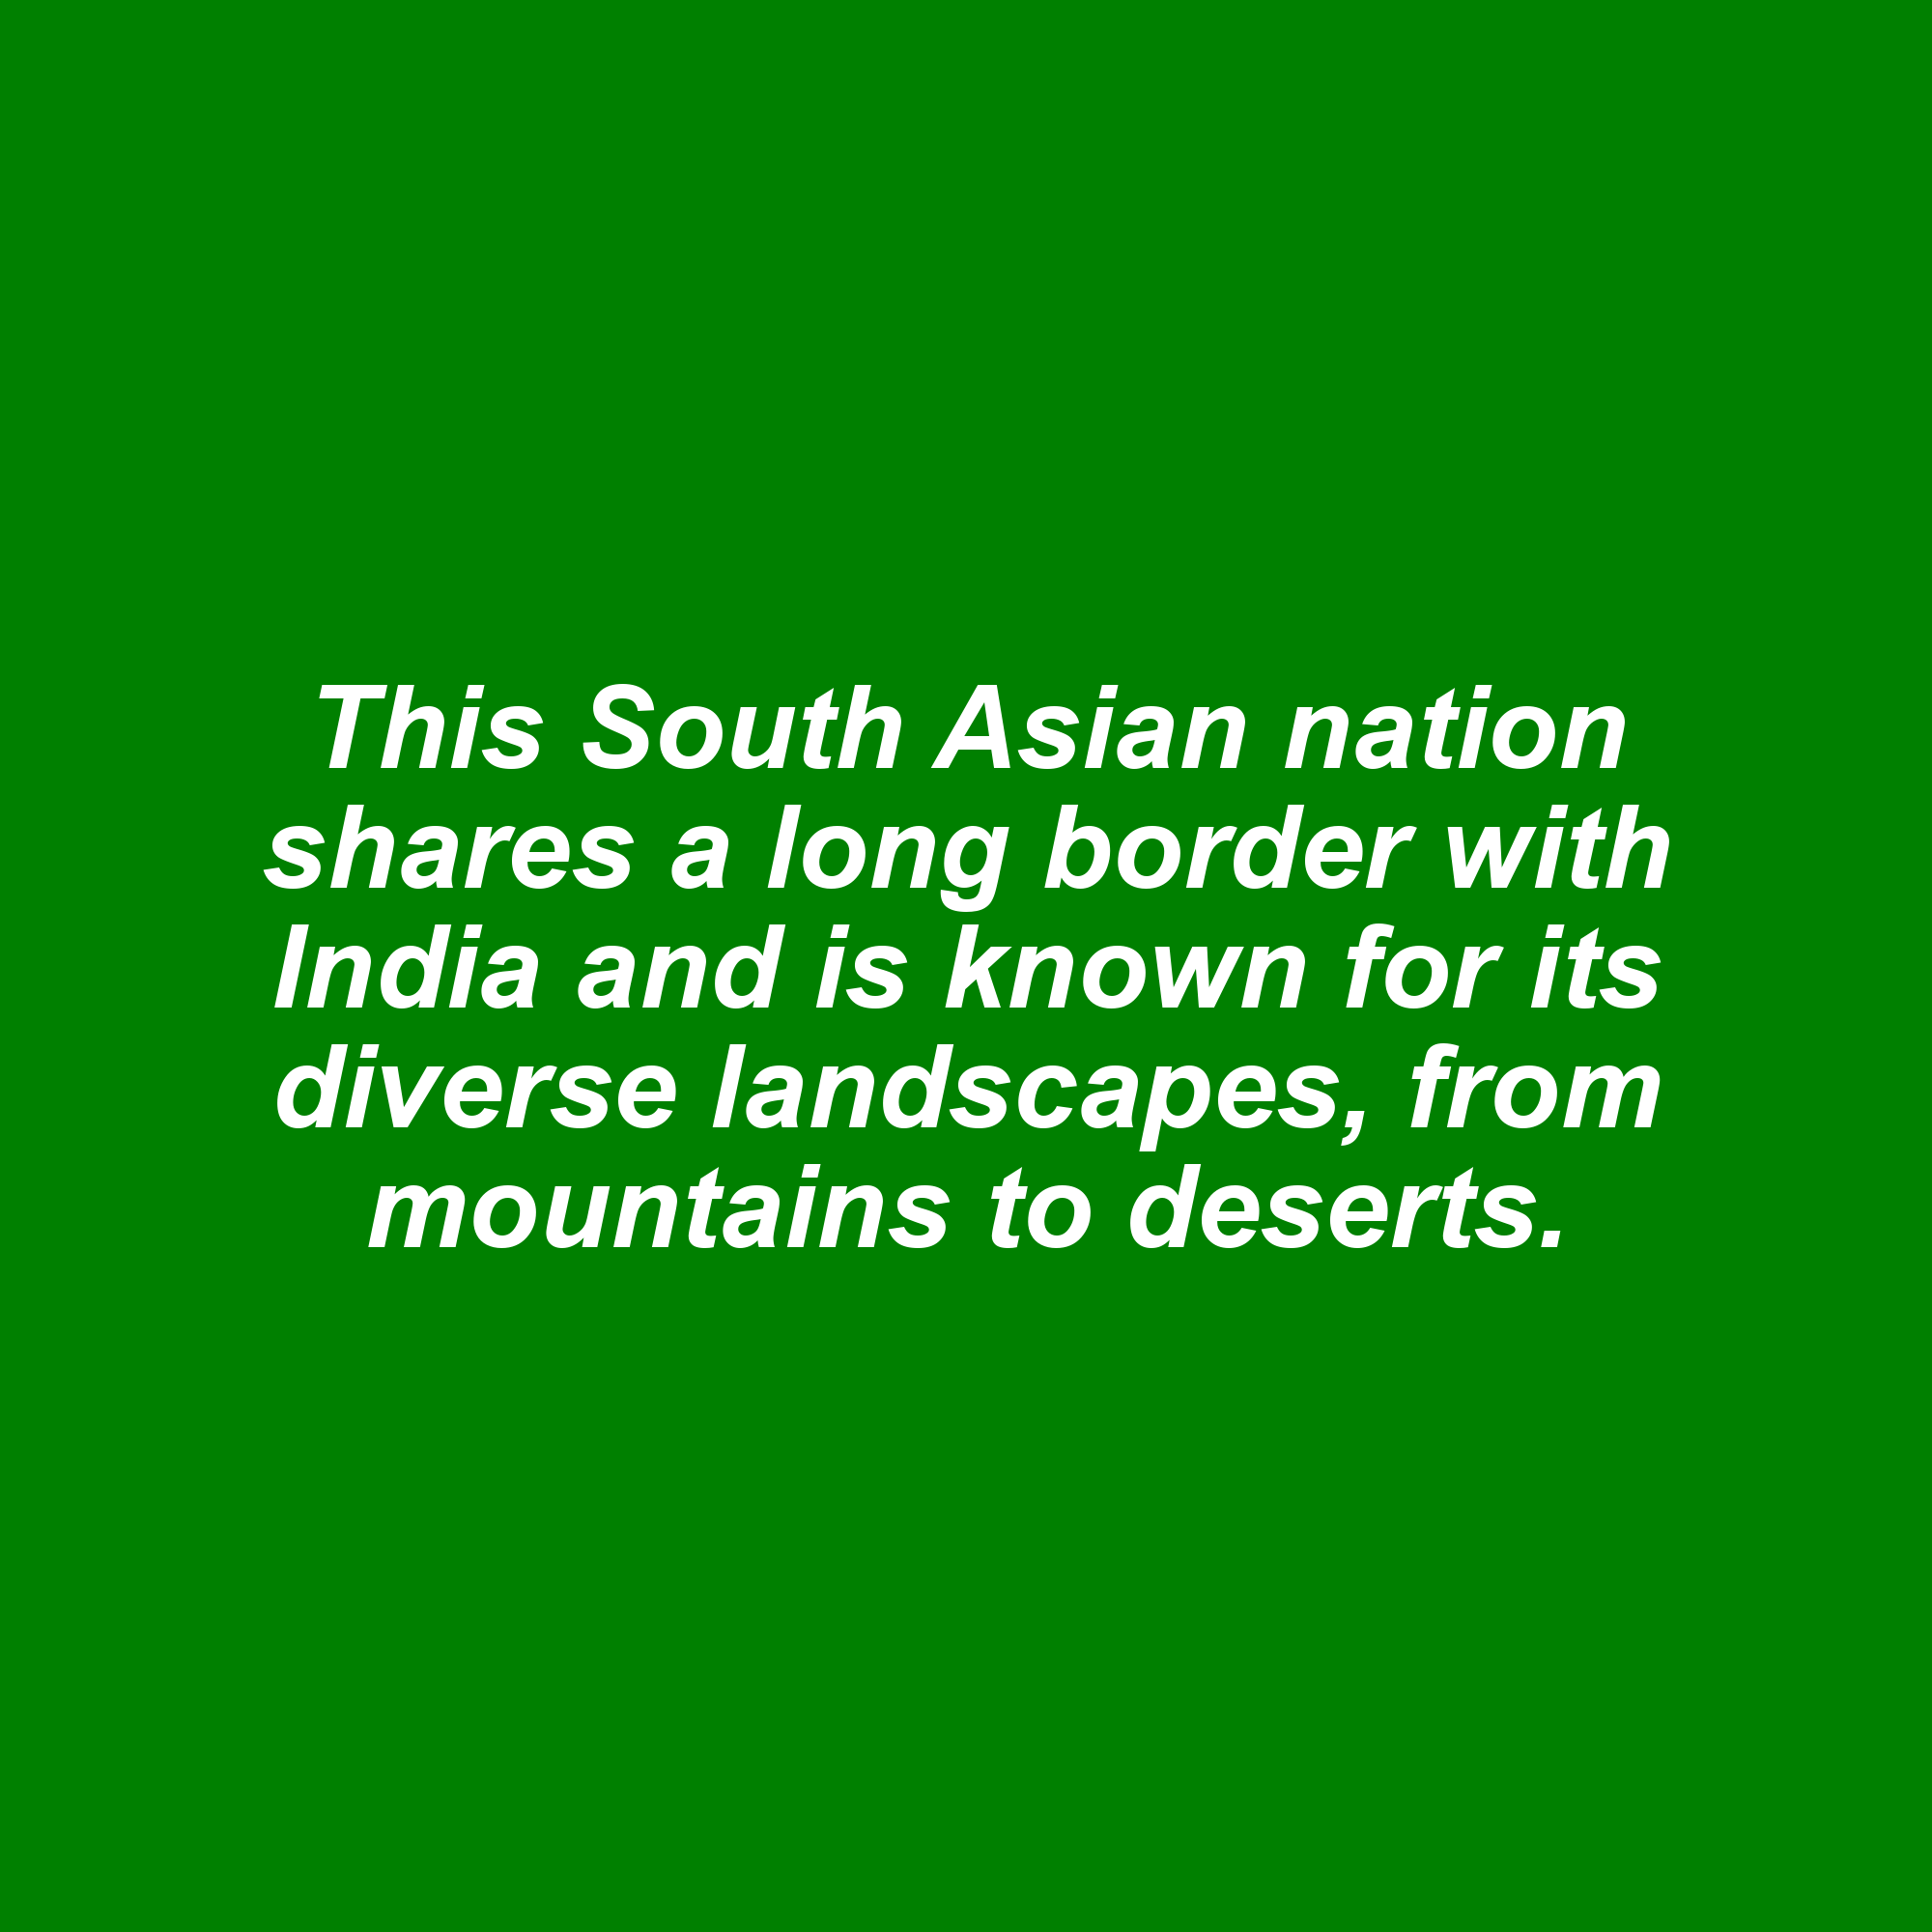 This South Asian nation
shares a long border with
India and is known for its
diverse landscapes, from
mountains to deserts.